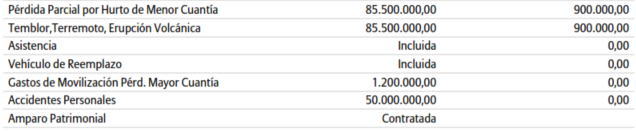 Pérdida Parcial por Hurto de Menor Cuantía 85.500.000,00 900.000,00
Temblor,Terremoto, Erupción Volcánica 85.500.000,00 900.000,00
Asistencia Incluida 0,00
Vehículo de Reemplazo Incluida 0,00
Gastos de Movilización Pérd. Mayor Cuantía 1.200.000,00 0,00
Accidentes Personales 50.000.000,00 0,00
Amparo Patrimonial Contratada